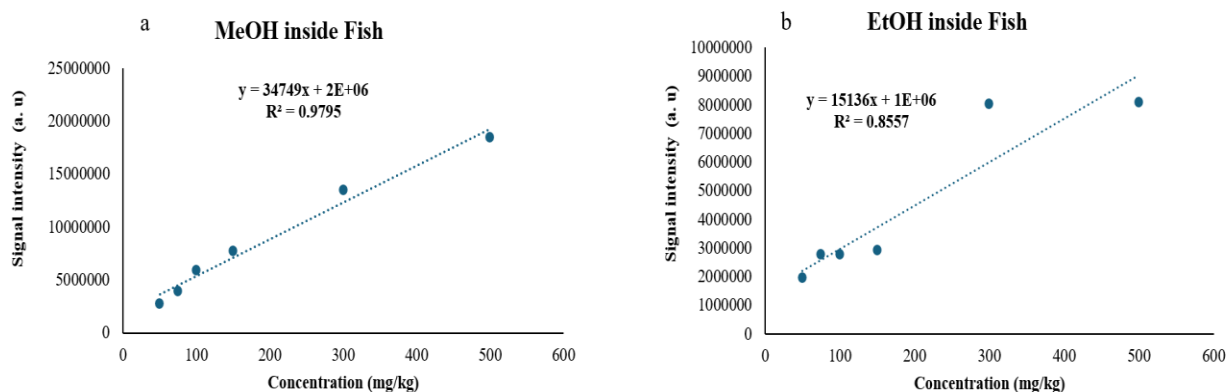 a
MeOH inside Fish
25000000
20000000
15000000
10000000
5000000
0
y = 34749x + 2E+06
R² = 0.9795
Signal intensity (a. u)
0 100 200 300 400 500 600
Concentration (mg/kg)
b
EtOH inside Fish
10000000
9000000
8000000
7000000
6000000
5000000
4000000
3000000
2000000
1000000
0
y = 15136x + 1E+06
R² = 0.8557
Signal intensity (a. u)
0 100 200 300 400 500 600
Concentration (mg/kg)